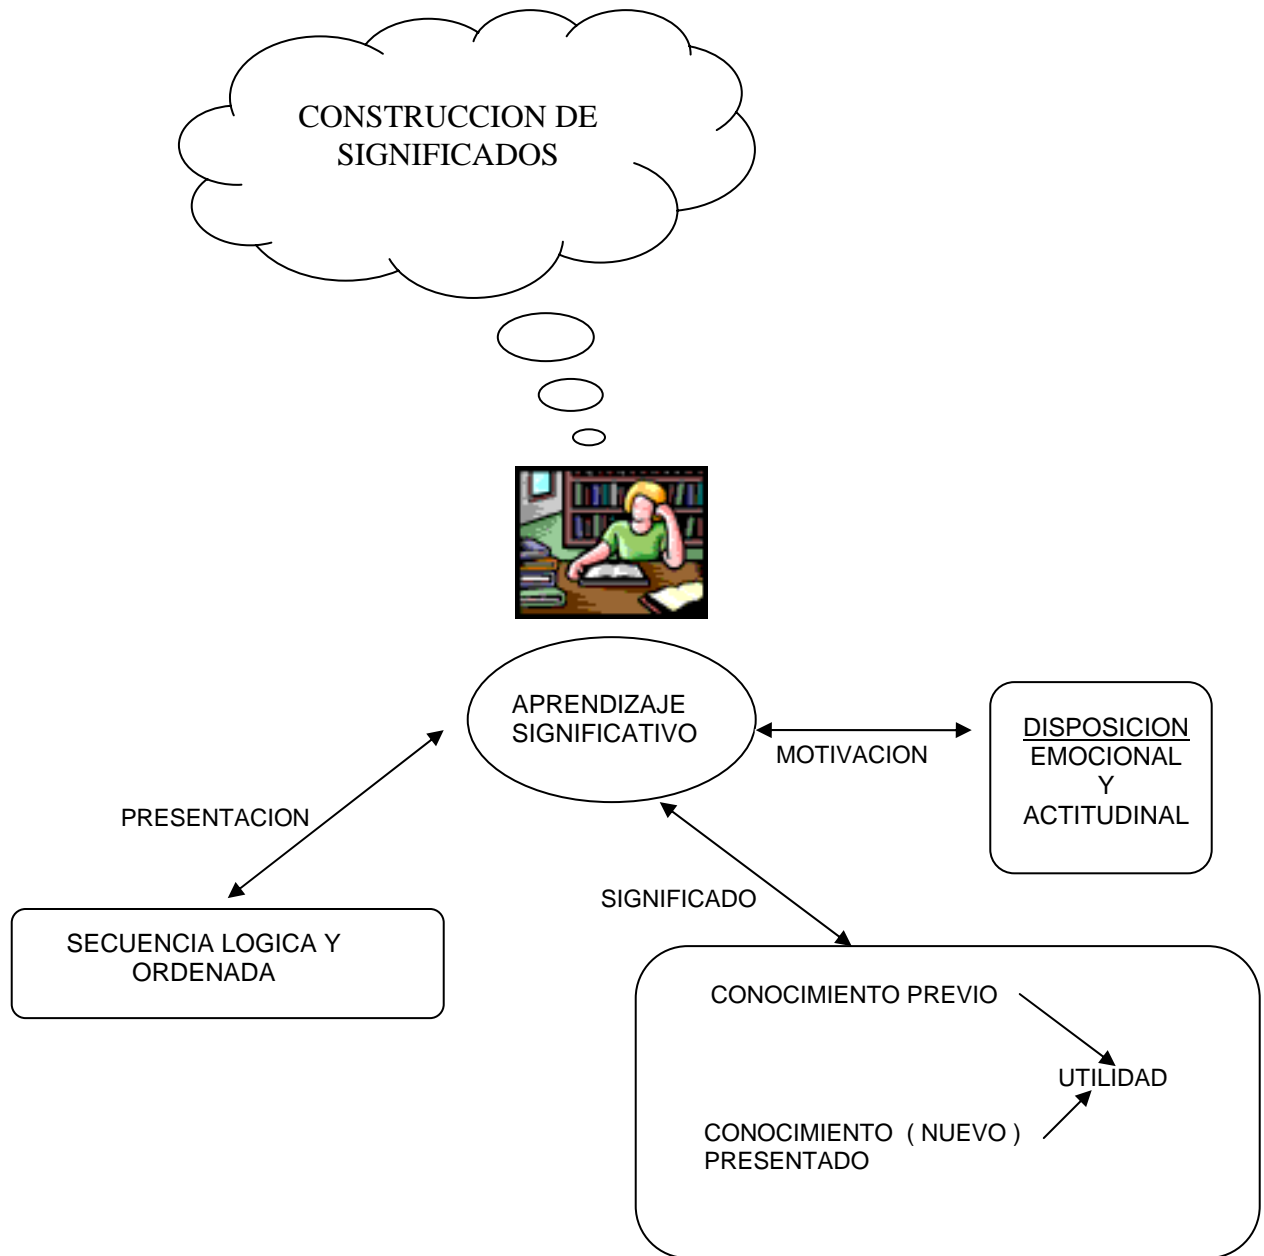 CONSTRUCCION DE
SIGNIFICADOS
APRENDIZAJE
SIGNIFICATIVO
MOTIVACION
DISPOSICION
EMOCIONAL
Y
ACTITUDINAL
PRESENTACION
SECUENCIA LOGICA Y
ORDENADA
SIGNIFICADO
CONOCIMIENTO PREVIO
UTILIDAD
CONOCIMIENTO ( NUEVO )
PRESENTADO